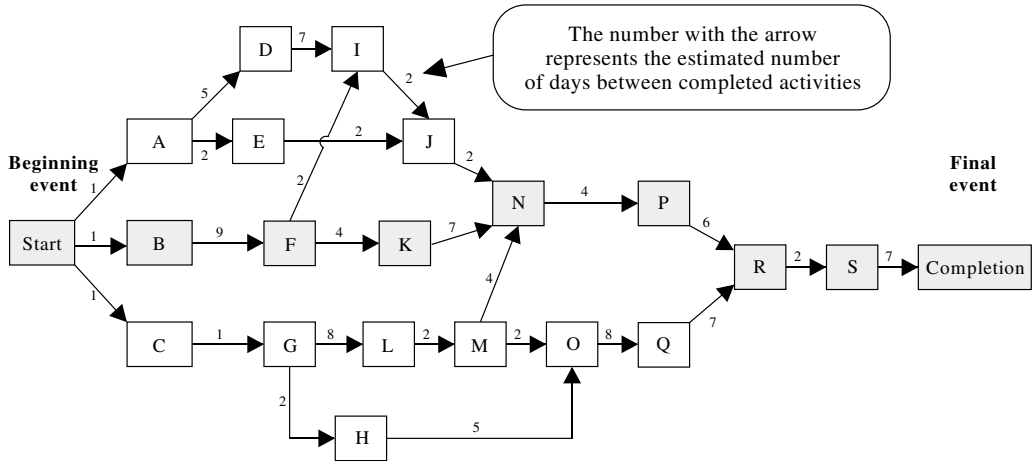 D
7
I
The number with the arrow
represents the estimated number
of days between completed activities
5
2
A
2
E
2
J
Beginning
event
1
2
2
Final
event
N
4
P
Start
1
B
9
F
4
K
7
6
R
2
S
7
Completion
1
4
C
1
G
8
L
2
M
2
O
8
Q
7
2
H
5